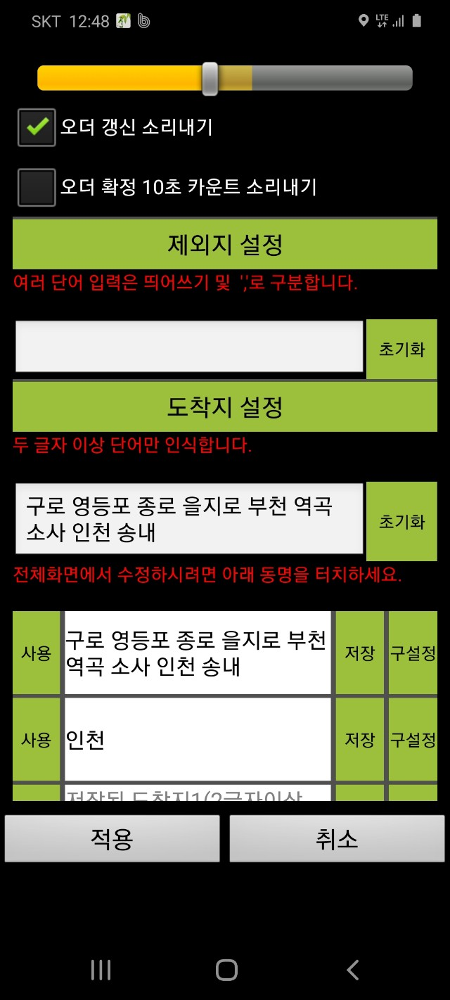 SKT 12:48
LTE
오더 갱신 소리내기
오더 확정 10초 카운트 소리내기
제외지 설정
여러 단어 입력은 띄어쓰기 및 ','로 구분합니다.
초기화
도착지 설정
두 글자 이상 단어만 인식합니다.
구로 영등포 종로 을지로 부천 역곡
소사 인천 송내
초기화
전체화면에서 수정하시려면 아래 동명을 터치하세요.
사용
구로 영등포 종로 을지로 부천
역곡 소사 인천 송내
저장
구설정
사용
인천
저장
구설정
저장된 도착지1(2글자이상
적용
취소